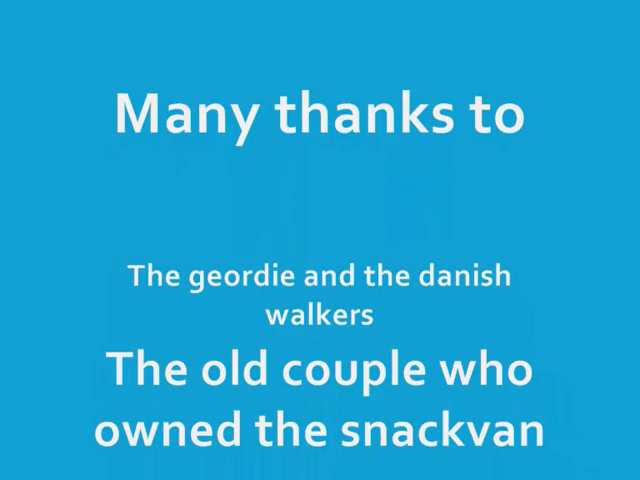 Many thanks to
The geordie and the danish
walkers
The old couple who
owned the snackvan